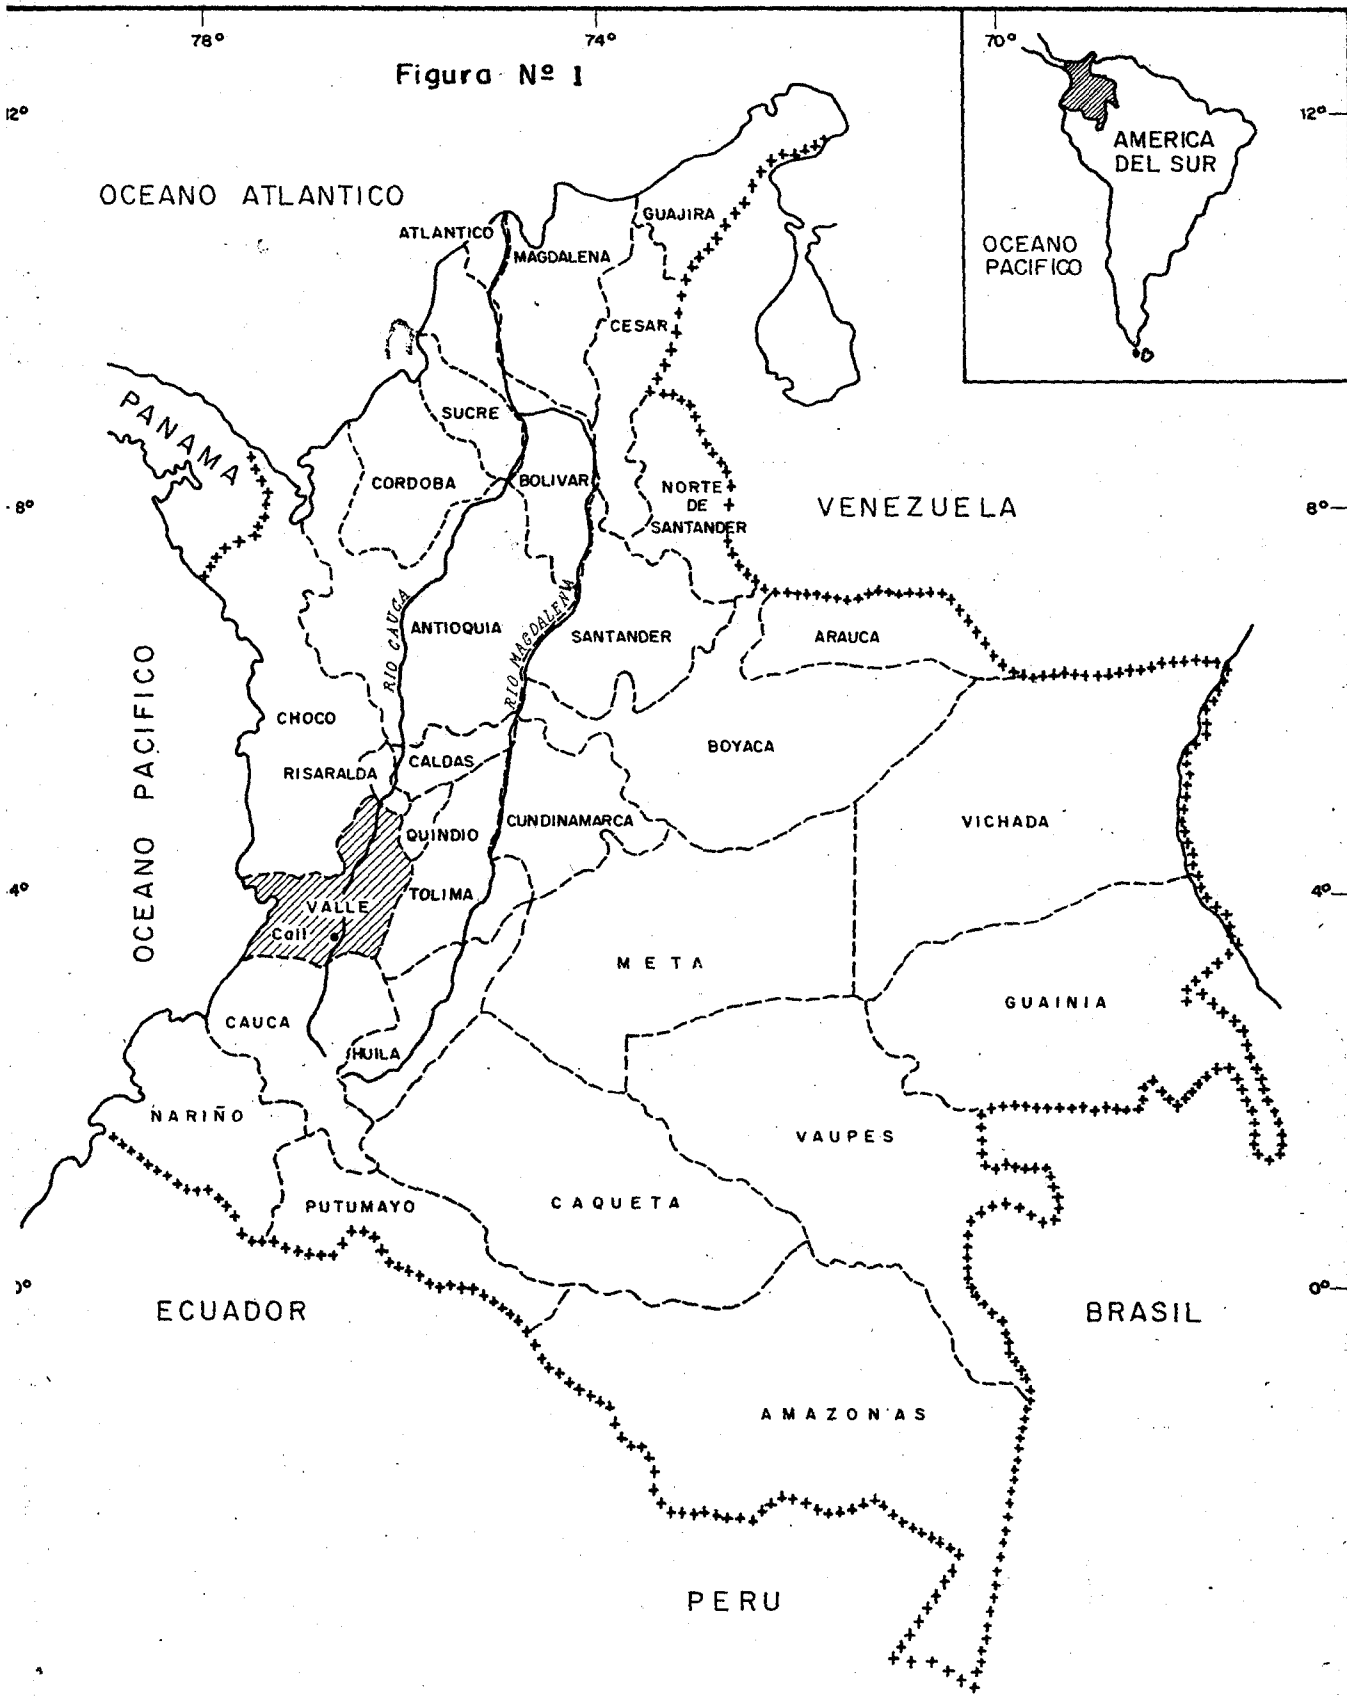 78°
74°
70°
Figura Nº 1
12°
12°
AMERICA
DEL SUR
OCEANO
PACIFICO
OCEANO ATLANTICO
GUAJIRA
ATLANTICO
MAGDALENA
CESAR
PANAMA
SUCRE
CORDOBA
BOLIVAR
NORTE
DE
SANTANDER
VENEZUELA
8°
8°
RIO CAUCA
ANTIOQUIA
RIO MAGDALENA
SANTANDER
ARAUCA
OCEANO PACIFICO
CHOCO
BOYACA
RISARALDA
CALDAS
QUINDIO
CUNDINAMARCA
VICHADA
4°
4°
TOLIMA
VALLE
Cali
META
GUAINIA
CAUCA
HUILA
NARIÑO
VAUPES
PUTUMAYO
CAQUETA
0°
0°
ECUADOR
BRASIL
AMAZONAS
PERU